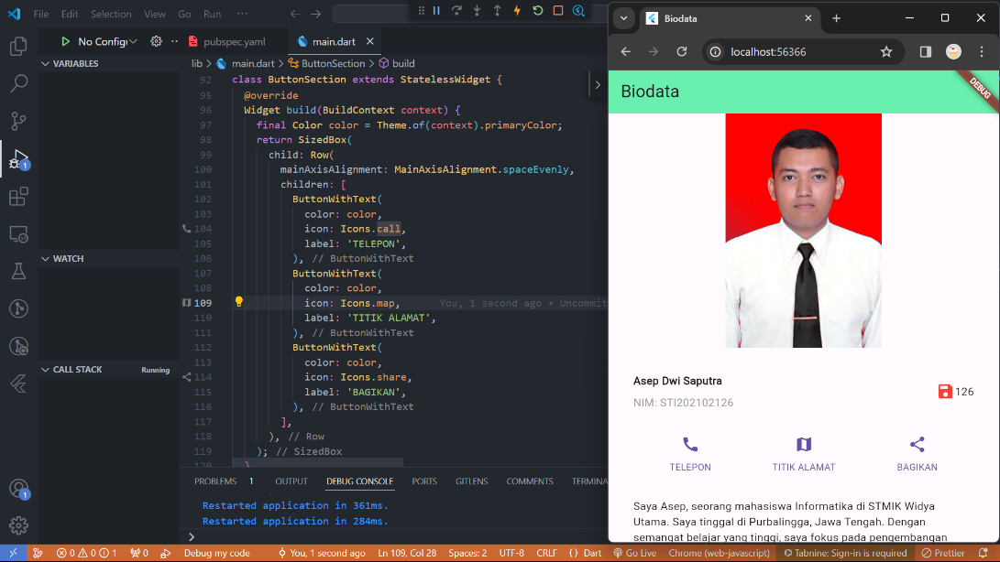 File Edit Selection View Go Run ···
No Configu
pubspec.yaml
main.dart
VARIABLES
WATCH
CALL STACK Running
1
1
lib > main.dart > ButtonSection > build
92 class ButtonSection extends StatelessWidget {
95 @override
96 Widget build(BuildContext context) {
97 final Color color = Theme.of(context).primaryColor;
98 return SizedBox(
99 child: Row(
100 mainAxisAlignment: MainAxisAlignment.spaceEvenly,
101 children: [
102 ButtonWithText(
103 color: color,
104 icon: Icons.call,
105 label: 'TELEPON',
106 ), // ButtonWithText
107 ButtonWithText(
108 color: color,
109 icon: Icons.map, You, 1 second ago • Uncommit
110 label: 'TITIK ALAMAT',
111 ), // ButtonWithText
112 ButtonWithText(
113 color: color,
114 icon: Icons.share,
115 label: 'BAGIKAN',
116 ), // ButtonWithText
117 ],
118 ), // Row
119 ); // SizedBox
120 }
PROBLEMS 1 OUTPUT DEBUG CONSOLE PORTS GITLENS COMMENTS TERMINA
Restarted application in 361ms.
Restarted application in 284ms.
>
0 0 1 0 Debug my code You, 1 second ago Ln 109, Col 28 Spaces: 2 UTF-8 CRLF {} Dart Go Live Chrome (web-javascript) Tabnine: Sign-in is required Prettier
Biodata
localhost:56366
Biodata
DEBUG
Asep Dwi Saputra
NIM: STI202102126
126
TELEPON TITIK ALAMAT BAGIKAN
Saya Asep, seorang mahasiswa Informatika di STMIK Widya
Utama. Saya tinggal di Purbalingga, Jawa Tengah. Dengan
semangat belajar yang tinggi, saya fokus pada pengembangan